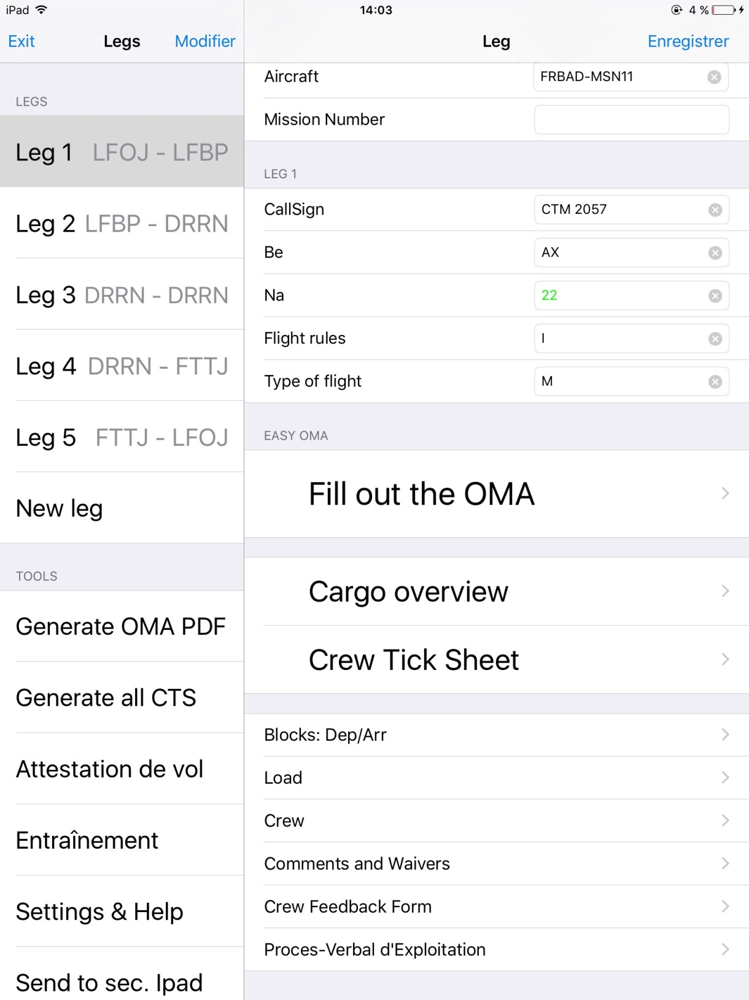 iPad 14:03 4 %
Exit Legs Modifier
LEGS
Leg 1 LFOJ - LFBP
Leg 2 LFBP - DRRN
Leg 3 DRRN - DRRN
Leg 4 DRRN - FTTJ
Leg 5 FTTJ - LFOJ
New leg
TOOLS
Generate OMA PDF
Generate all CTS
Attestation de vol
Entraînement
Settings & Help
Send to sec. Ipad
Leg Enregistrer
Aircraft FRBAD-MSN11
Mission Number
LEG 1
CallSign CTM 2057
Be AX
Na 22
Flight rules I
Type of flight M
EASY OMA
Fill out the OMA
Cargo overview
Crew Tick Sheet
Blocks: Dep/Arr
Load
Crew
Comments and Waivers
Crew Feedback Form
Proces-Verbal d'Exploitation